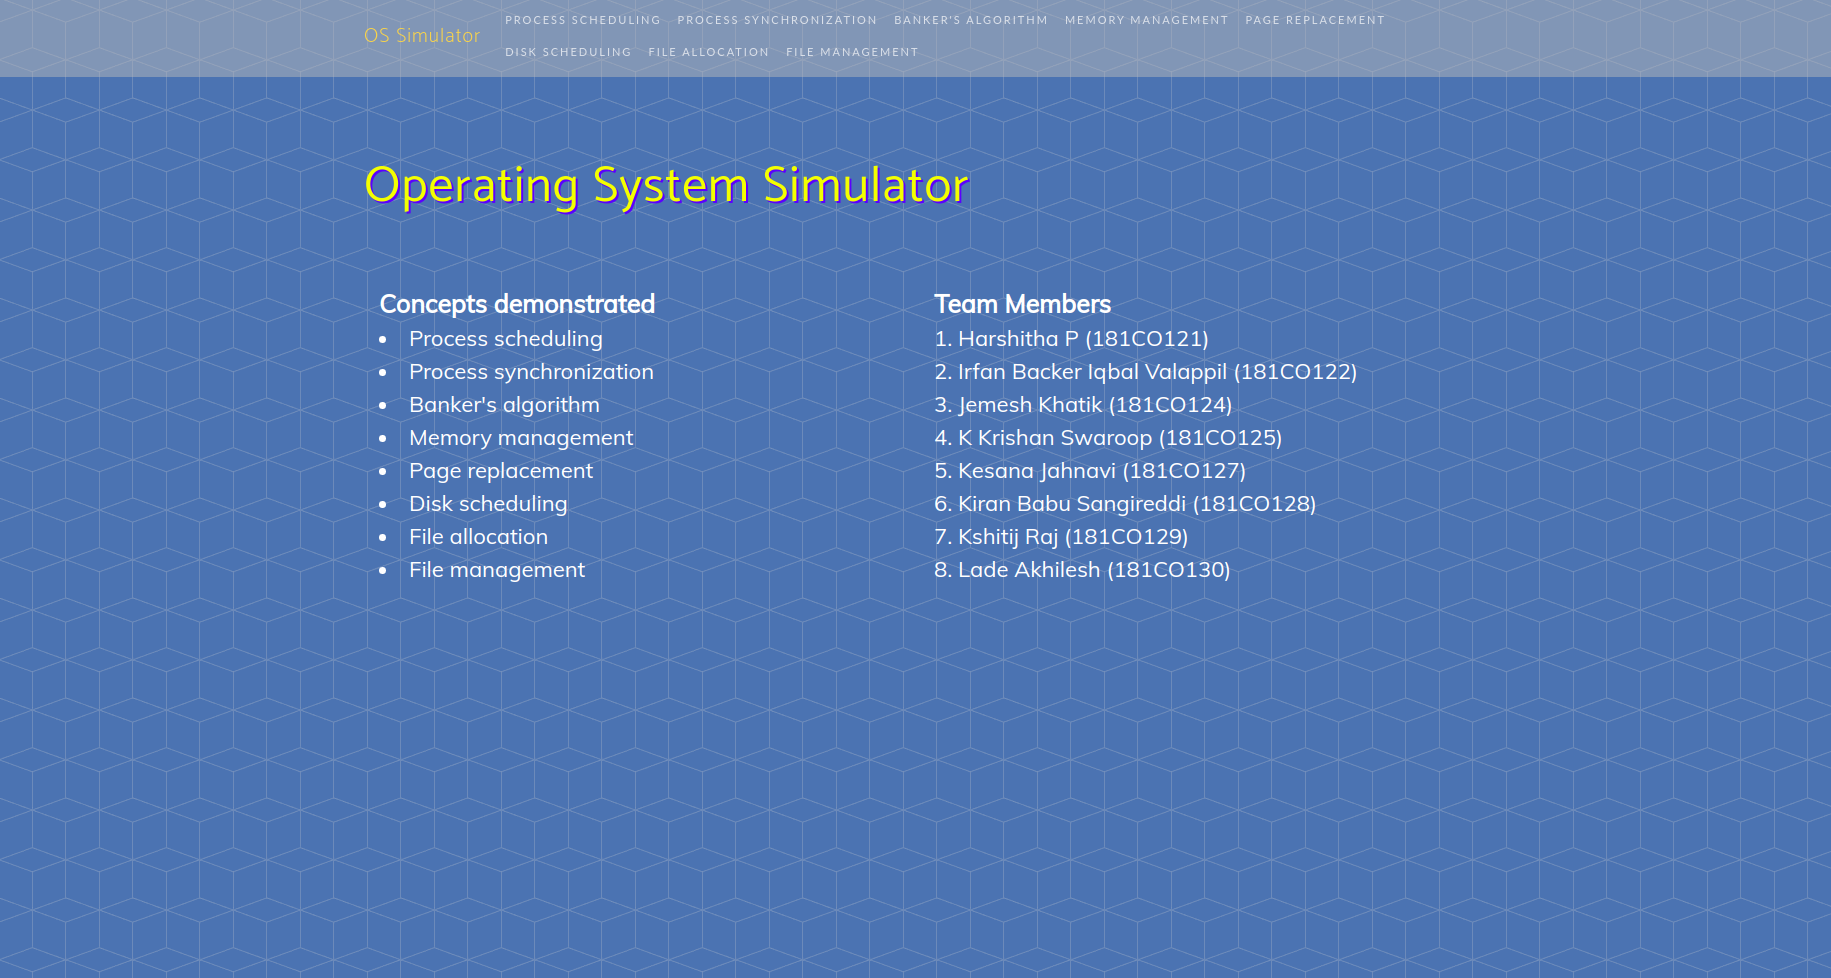 OS Simulator
PROCESS SCHEDULING PROCESS SYNCHRONIZATION BANKER'S ALGORITHM MEMORY MANAGEMENT PAGE REPLACEMENT
DISK SCHEDULING FILE ALLOCATION FILE MANAGEMENT
Operating System Simulator
Concepts demonstrated
• Process scheduling
• Process synchronization
• Banker's algorithm
• Memory management
• Page replacement
• Disk scheduling
• File allocation
• File management
Team Members
1. Harshitha P (181CO121)
2. Irfan Backer Iqbal Valappil (181CO122)
3. Jemesh Khatik (181CO124)
4. K Krishan Swaroop (181CO125)
5. Kesana Jahnavi (181CO127)
6. Kiran Babu Sangireddi (181CO128)
7. Kshitij Raj (181CO129)
8. Lade Akhilesh (181CO130)